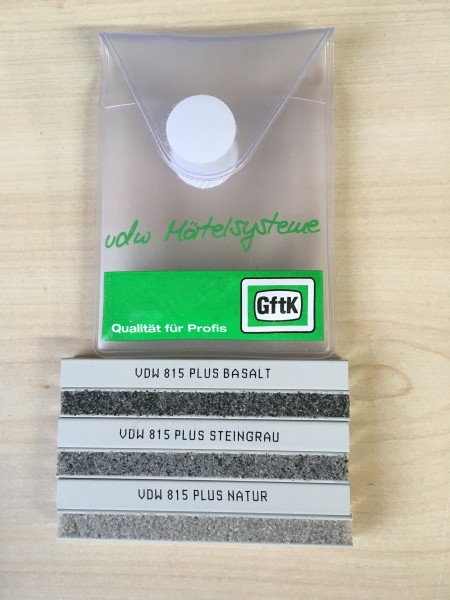 vdw Mörtelsysteme
GftK
Qualität für Profis
VDW 815 PLUS BASALT
VDW 815 PLUS STEINGRAU
VDW 815 PLUS NATUR